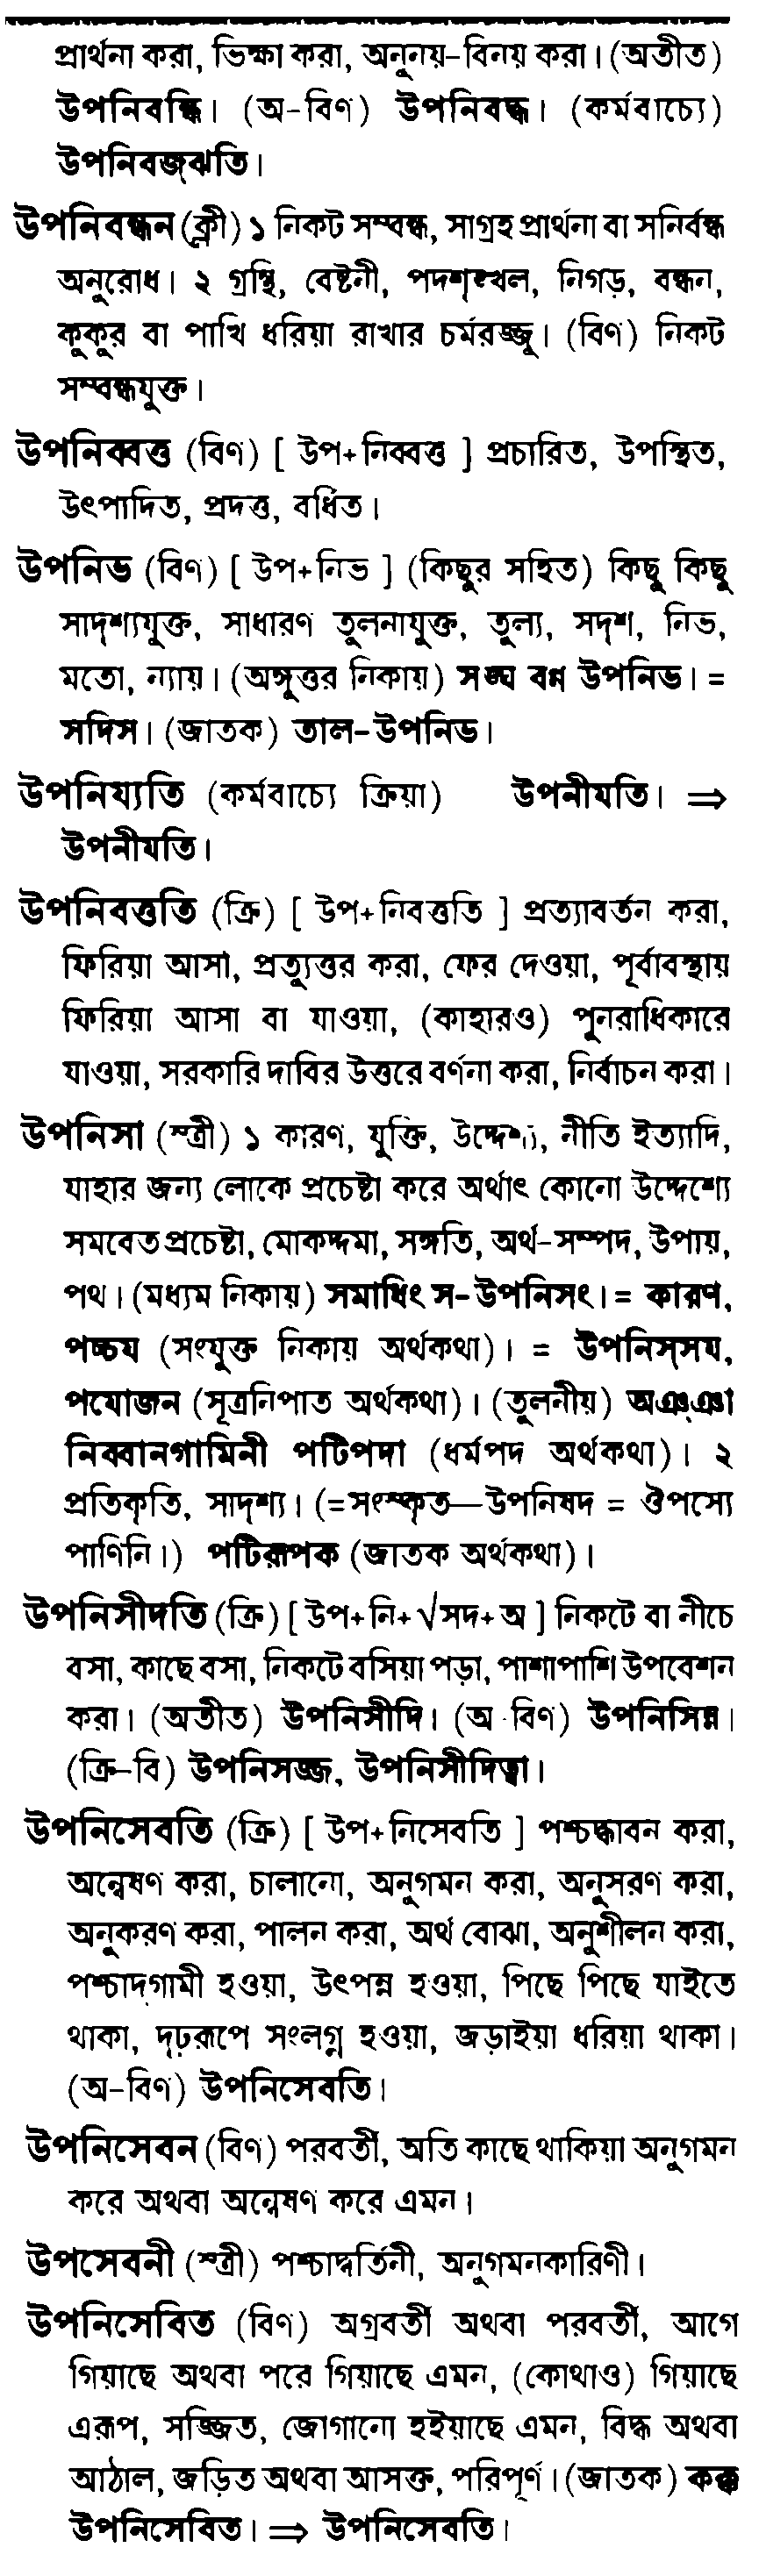 প্রার্থনা করা, ভিক্ষা করা, অনুনয়-বিনয় করা। (অতীত)
উপনিবন্ধি। (অ-বিণ) উপনিবদ্ধ। (কর্মবাচ্যে)
উপনিবজ্‌ঝতি।
উপনিবন্ধন (ক্লী) ১ নিকট সম্বন্ধ, সাগ্রহ প্রার্থনা বা সনির্বন্ধ
অনুরোধ। ২ গ্রন্থি, বেষ্টনী, পদশৃঙ্খল, নিগড়, বন্ধন,
কুকুর বা পাখি ধরিয়া রাখার চর্মরজ্জু। (বিণ) নিকট
সম্বন্ধযুক্ত।
উপনিব্বত্ত (বিণ) [ উপ+নিব্বত্ত ] প্রচারিত, উপস্থিত,
উৎপাদিত, প্রদত্ত, বর্ধিত।
উপনিভ (বিণ) [ উপ+নিভ ] (কিছুর সহিত) কিছু কিছু
সাদৃশ্যযুক্ত, সাধারণ তুলনাযুক্ত, তুল্য, সদৃশ, নিভ,
মতো, ন্যায়। (অঙ্গুত্তর নিকায়) সঙ্ঘ বণ্ণ উপনিভ। =
সদিস। (জাতক) তাল-উপনিভ।
উপনিয্যতি (কর্মবাচ্যে ক্রিয়া) উপনীযতি। ⇒
উপনীযতি।
উপনিবত্ততি (ক্রি) [ উপ+নিবত্ততি ] প্রত্যাবর্তন করা,
ফিরিয়া আসা, প্রত্যুত্তর করা, ফের দেওয়া, পূর্বাবস্থায়
ফিরিয়া আসা বা যাওয়া, (কাহারও) পুনরাধিকারে
যাওয়া, সরকারি দাবির উত্তরে বর্ণনা করা, নির্বাচন করা।
উপনিসা (স্ত্রী) ১ কারণ, যুক্তি, উদ্দেশ্য, নীতি ইত্যাদি,
যাহার জন্য লোকে প্রচেষ্টা করে অর্থাৎ কোনো উদ্দেশ্যে
সমবেত প্রচেষ্টা, মোকদ্দমা, সঙ্গতি, অর্থ-সম্পদ, উপায়,
পথ। (মধ্যম নিকায়) সমাধিং স-উপনিসং। = কারণ,
পচ্চয (সংযুক্ত নিকায় অর্থকথা)। = উপনিস্‌সয,
পযোজন (সূত্রনিপাত অর্থকথা)। (তুলনীয়) অঞ্‌ঞা
নিব্বানগামিনী পটিপদা (ধর্মপদ অর্থকথা)। ২
প্রতিকৃতি, সাদৃশ্য। (=সংস্কৃত—উপনিষদ = ঔপস্যে
পাণিনি।) পটিরূপক (জাতক অর্থকথা)।
উপনিসীদতি (ক্রি) [ উপ+নি+√সদ+অ ] নিকটে বা নীচে
বসা, কাছে বসা, নিকটে বসিয়া পড়া, পাশাপাশি উপবেশন
করা। (অতীত) উপনিসীদি। (অ-বিণ) উপনিসিন্ন।
(ক্রি-বি) উপনিসজ্জ, উপনিসীদিত্বা।
উপনিসেবতি (ক্রি) [ উপ+নিসেবতি ] পশ্চদ্ধাবন করা,
অন্বেষণ করা, চালানো, অনুগমন করা, অনুসরণ করা,
অনুকরণ করা, পালন করা, অর্থ বোঝা, অনুশীলন করা,
পশ্চাদ্‌গামী হওয়া, উৎপন্ন হওয়া, পিছে পিছে যাইতে
থাকা, দৃঢ়রূপে সংলগ্ন হওয়া, জড়াইয়া ধরিয়া থাকা।
(অ-বিণ) উপনিসেবতি।
উপনিসেবন (বিণ) পরবর্তী, অতি কাছে থাকিয়া অনুগমন
করে অথবা অন্বেষণ করে এমন।
উপসেবনী (স্ত্রী) পশ্চাদ্বর্তিনী, অনুগমনকারিণী।
উপনিসেবিত (বিণ) অগ্রবর্তী অথবা পরবর্তী, আগে
গিয়াছে অথবা পরে গিয়াছে এমন, (কোথাও) গিয়াছে
এরূপ, সজ্জিত, জোগানো হইয়াছে এমন, বিদ্ধ অথবা
আঠাল, জড়িত অথবা আসক্ত, পরিপূর্ণ। (জাতক) কক্ক
উপনিসেবিত। ⇒ উপনিসেবতি।